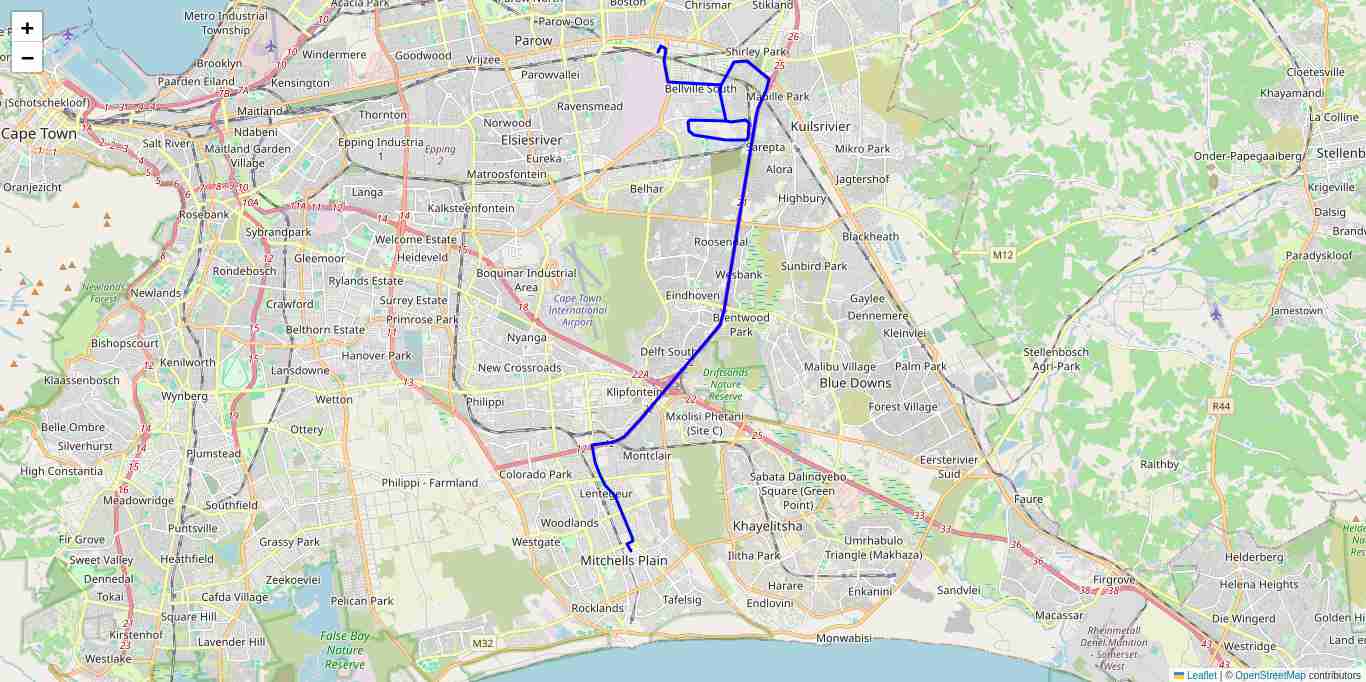 +
−
Acacia Park
Parow North
Boston
Chrismar
Stikland
Metro Industrial
Township
Parow-Oos
Parow
Shirley Park
Windermere
Goodwood
Vrijzee
Brooklyn
Parowvallei
Cloetesville
Paarden Eiland
Kensington
Bellville South
Khayamandi
(Schotschekloof)
Maitland
Ravensmead
La Colline
Thornton
Norwood
Kuilsrivier
Cape Town
Ndabeni
Salt River
Maitland Garden
Village
Epping Industria
1
Epping
2
Elsiesriver
Sarepta
Mikro Park
Stellenb
Eureka
Onder-Papegaaiberg
Matroosfontein
Alora
Jagtershof
Oranjezicht
Langa
Belhar
Krigeville
Highbury
Rosebank
Kalksteenfontein
Dalsig
Sybrandpark
Welcome Estate
Roosendal
Blackheath
Brandw
Gleemoor
Heideveld
M12
Paradyskloof
Rondebosch
Boquinar Industrial
Area
Wesbank
Sunbird Park
Newlands
Forest
Newlands
Rylands Estate
Crawford
Surrey Estate
Cape Town
International
Airport
Eindhoven
Gaylee
Dennemere
Belthorn Estate
Primrose Park
Brentwood
Park
Jamestown
Bishopscourt
Nyanga
Kleinvlei
Kenilworth
Hanover Park
Delft South
Stellenbosch
Agri-Park
Klaassenbosch
Lansdowne
New Crossroads
Malibu Village
Palm Park
22A
Driftsands
Nature
Reserve
Blue Downs
Wynberg
Wetton
Philippi
Klipfontein
22
Forest Village
R44
Belle Ombre
Ottery
Mxolisi Phetani
(Site C)
25
Silverhurst
Plumstead
Montclair
Eersterivier
Suid
Raithby
High Constantia
Colorado Park
Philippi - Farmland
Sabata Dalindyebo
Square (Green
Point)
Meadowridge
Southfield
Lentegeur
Faure
Puntsville
Woodlands
Khayelitsha
Fir Grove
Grassy Park
Westgate
Umrhabulo
Triangle (Makhaza)
Sweet Valley
Heathfield
Mitchells Plain
Ilitha Park
Helderberg
Dennedal
Zeekoevlei
Harare
Enkanini
Sandvlei
Firgrove
Helena Heights
Tokai
Cafda Village
Pelican Park
Tafelsig
Endlovini
Square Hill
Rocklands
Macassar
Die Wingerd
Golden Hi
Kirstenhof
Lavender Hill
False Bay
Nature
Reserve
M32
Monwabisi
Rheinmetall
Denel Munition
- Somerset
West
Land en
Westlake
Westridge
Leaflet | © OpenStreetMap contributors